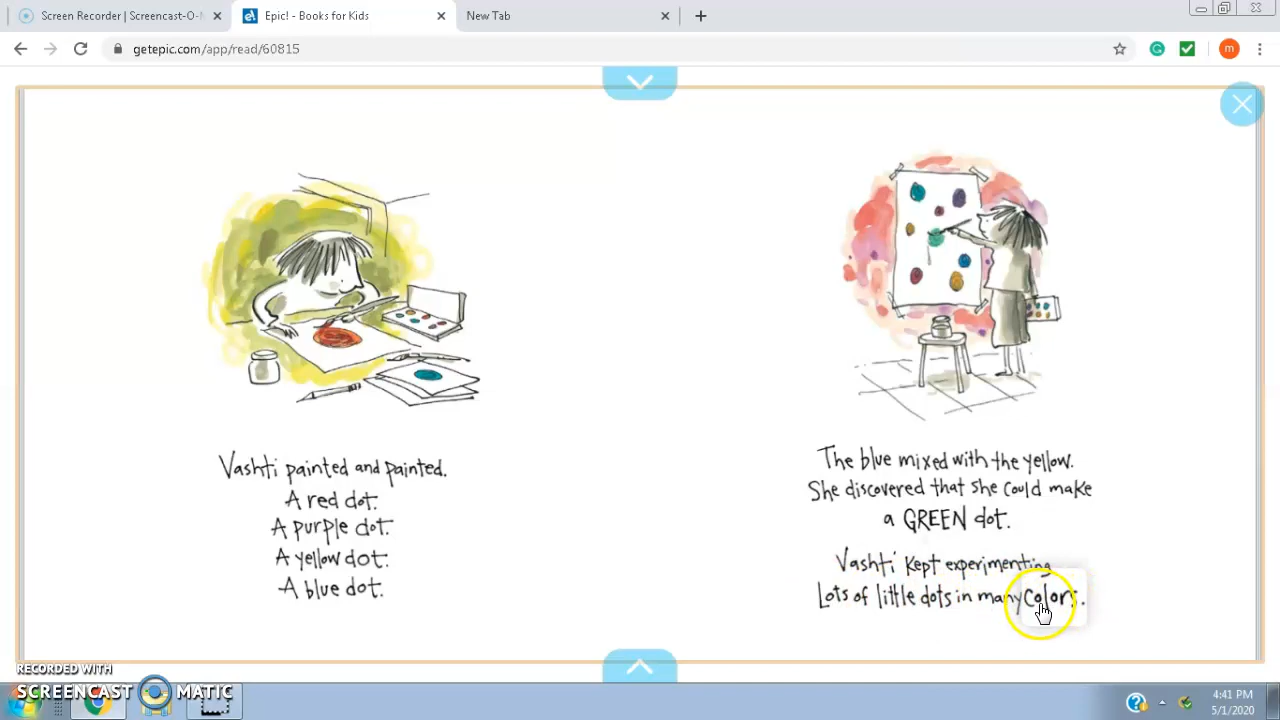 Screen Recorder | Screencast-O-M
Epic! - Books for Kids
New Tab
getepic.com/app/read/60815
m
Vashti painted and painted.
A red dot.
A purple dot.
A yellow dot.
A blue dot.
The blue mixed with the yellow.
She discovered that she could make
a GREEN dot.
Vashti kept experimenting
Lots of little dots in many colors.
RECORDED WITH
SCREENCAST MATIC
4:41 PM
5/1/2020